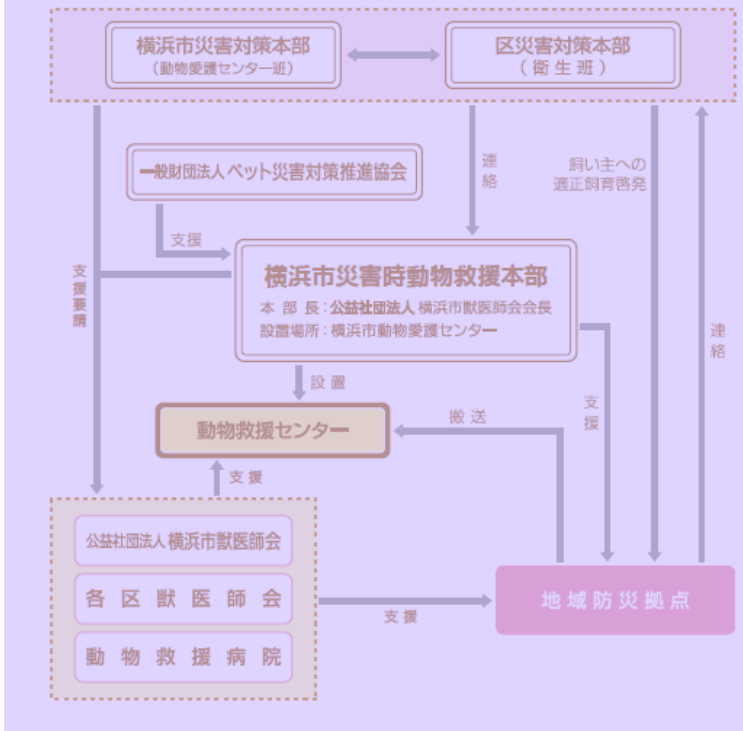 横浜市災害対策本部
（動物愛護センター班）
区災害対策本部
（衛生班）
一般財団法人ペット災害対策推進協会
連絡
飼い主への
適正飼育啓発
支援
支援要請
横浜市災害時動物救援本部
本部長：公益社団法人 横浜市獣医師会会長
設置場所：横浜市動物愛護センター
連絡
設置
支援
動物救援センター
搬送
支援
公益社団法人 横浜市獣医師会
各区獣医師会
動物救援病院
支援
地域防災拠点